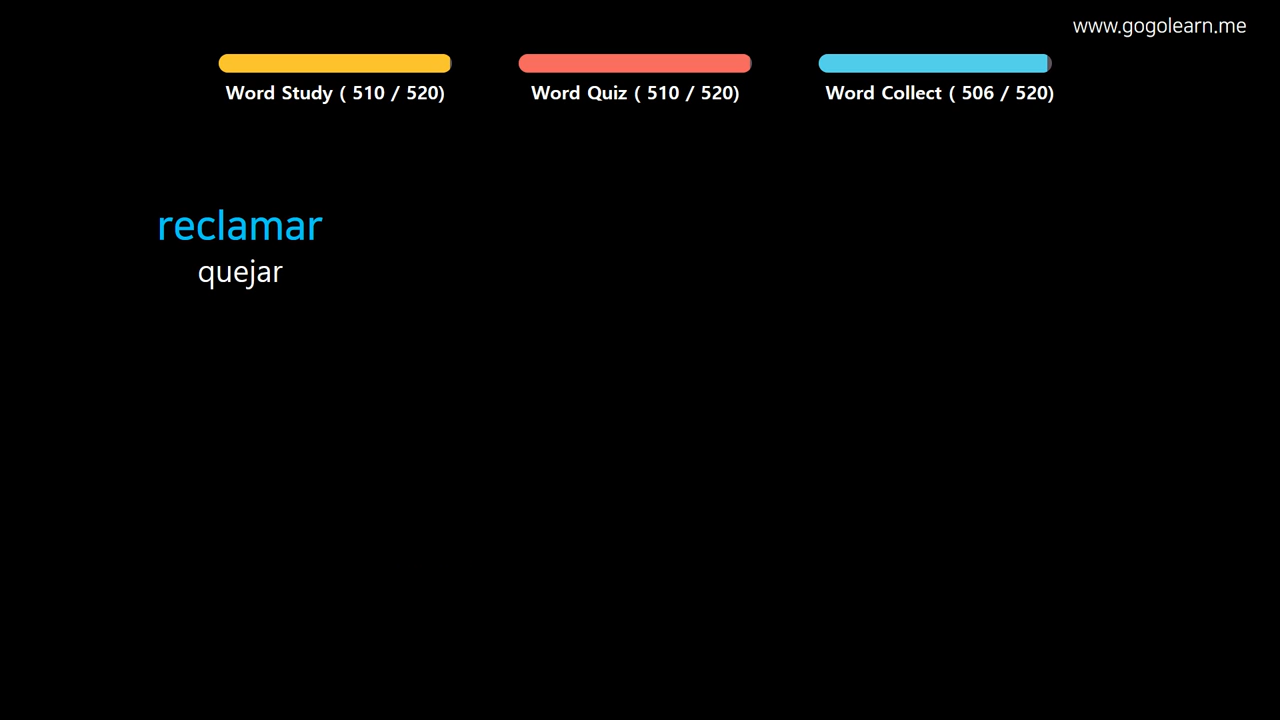 www.gogolearn.me
Word Study ( 510 / 520)
Word Quiz ( 510 / 520)
Word Collect ( 506 / 520)
reclamar
quejar